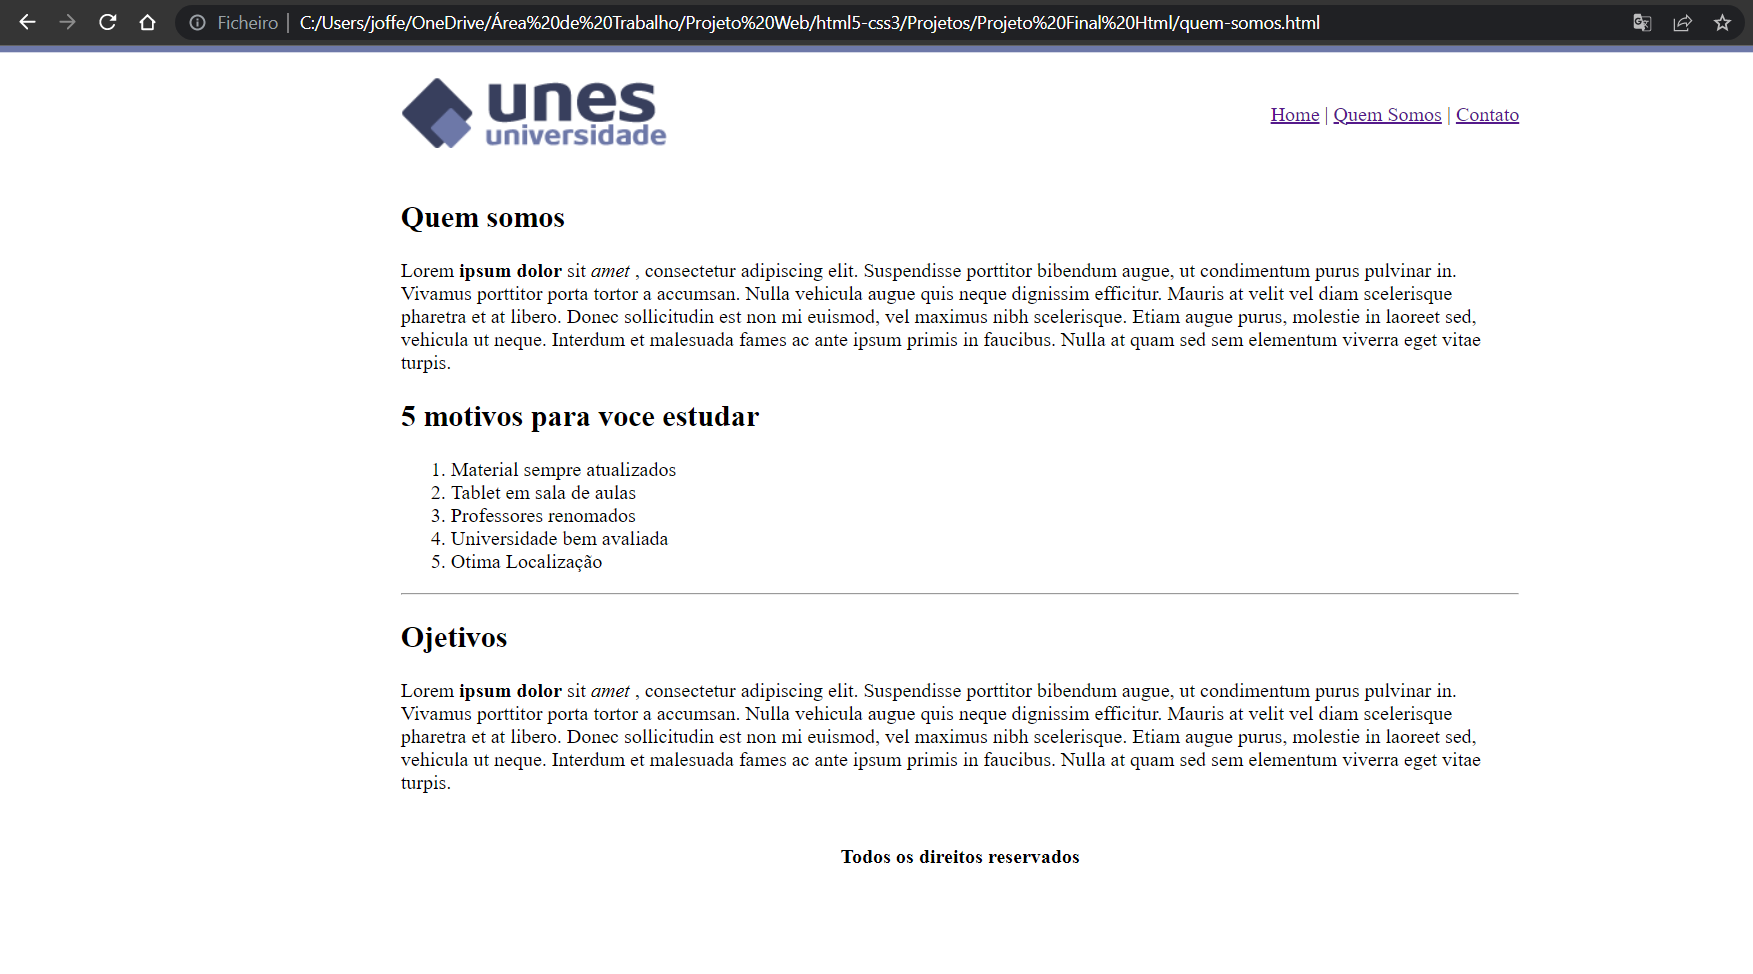 Ficheiro | C:/Users/joffe/OneDrive/Área%20de%20Trabalho/Projeto%20Web/html5-css3/Projetos/Projeto%20Final%20Html/quem-somos.html
unes
universidade
Home | Quem Somos | Contato
Quem somos
Lorem ipsum dolor sit amet , consectetur adipiscing elit. Suspendisse porttitor bibendum augue, ut condimentum purus pulvinar in.
Vivamus porttitor porta tortor a accumsan. Nulla vehicula augue quis neque dignissim efficitur. Mauris at velit vel diam scelerisque
pharetra et at libero. Donec sollicitudin est non mi euismod, vel maximus nibh scelerisque. Etiam augue purus, molestie in laoreet sed,
vehicula ut neque. Interdum et malesuada fames ac ante ipsum primis in faucibus. Nulla at quam sed sem elementum viverra eget vitae
turpis.
5 motivos para voce estudar
1. Material sempre atualizados
2. Tablet em sala de aulas
3. Professores renomados
4. Universidade bem avaliada
5. Otima Localização
Ojetivos
Lorem ipsum dolor sit amet , consectetur adipiscing elit. Suspendisse porttitor bibendum augue, ut condimentum purus pulvinar in.
Vivamus porttitor porta tortor a accumsan. Nulla vehicula augue quis neque dignissim efficitur. Mauris at velit vel diam scelerisque
pharetra et at libero. Donec sollicitudin est non mi euismod, vel maximus nibh scelerisque. Etiam augue purus, molestie in laoreet sed,
vehicula ut neque. Interdum et malesuada fames ac ante ipsum primis in faucibus. Nulla at quam sed sem elementum viverra eget vitae
turpis.
Todos os direitos reservados